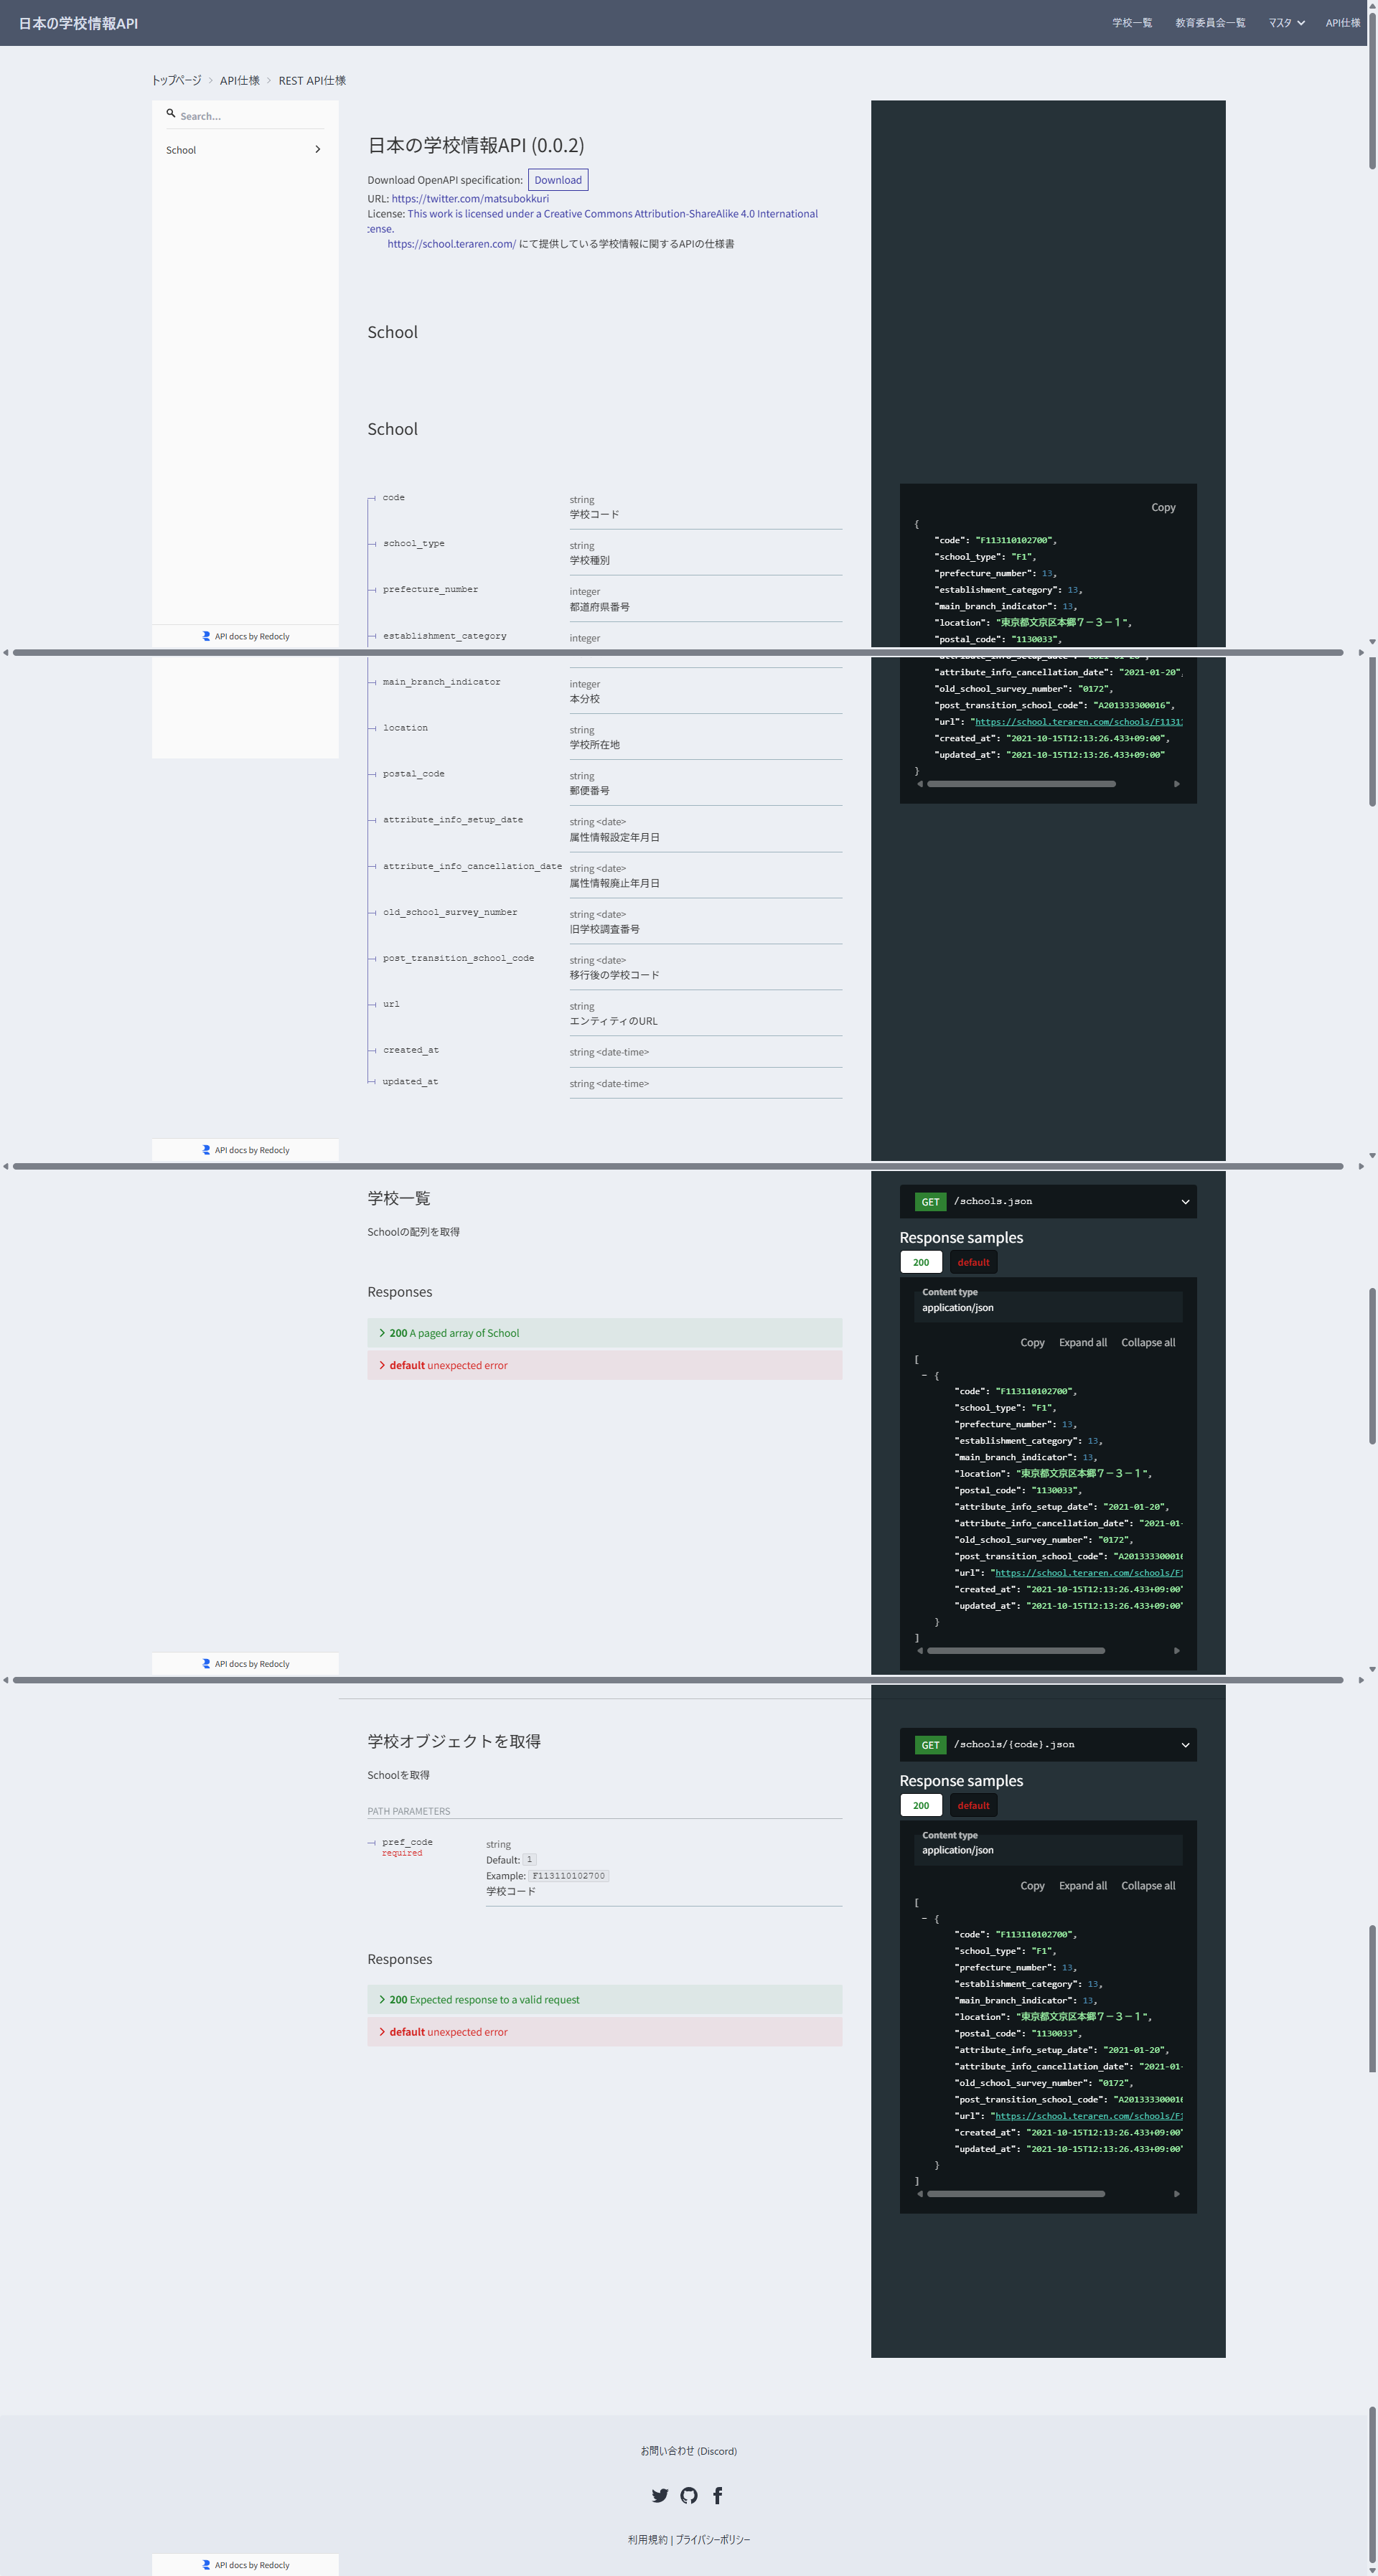 日本の学校情報API
学校一覧 教育委員会一覧 マスタ API仕様
トップページ API仕様 REST API仕様
Search...
School
日本の学校情報API (0.0.2)
Download OpenAPI specification: Download
URL: https://twitter.com/matsubokkuri
License: This work is licensed under a Creative Commons Attribution-ShareAlike 4.0 International
cense.
https://school.teraren.com/ にて提供している学校情報に関するAPIの仕様書
School
School
code
string
学校コード
school_type
string
学校種別
prefecture_number
integer
都道府県番号
establishment_category
integer
Copy
{
"code": "F113110102700",
"school_type": "F1",
"prefecture_number": 13,
"establishment_category": 13,
"main_branch_indicator": 13,
"location": "東京都文京区本郷７－３－１",
"postal_code": "1130033",
API docs by Redocly
main_branch_indicator
integer
本分校
location
string
学校所在地
postal_code
string
郵便番号
attribute_info_setup_date
string <date>
属性情報設定年月日
attribute_info_cancellation_date
string <date>
属性情報廃止年月日
old_school_survey_number
string <date>
旧学校調査番号
post_transition_school_code
string <date>
移行後の学校コード
url
string
エンティティのURL
created_at
string <date-time>
updated_at
string <date-time>
"attribute_info_setup_date": "2021-01-20",
"attribute_info_cancellation_date": "2021-01-20",
"old_school_survey_number": "0172",
"post_transition_school_code": "A201333300016",
"url": "https://school.teraren.com/schools/F1131
"created_at": "2021-10-15T12:13:26.433+09:00",
"updated_at": "2021-10-15T12:13:26.433+09:00"
}
API docs by Redocly
学校一覧
Schoolの配列を取得
Responses
200 A paged array of School
default unexpected error
GET /schools.json
Response samples
200 default
Content type
application/json
Copy Expand all Collapse all
[
- {
"code": "F113110102700",
"school_type": "F1",
"prefecture_number": 13,
"establishment_category": 13,
"main_branch_indicator": 13,
"location": "東京都文京区本郷７－３－１",
"postal_code": "1130033",
"attribute_info_setup_date": "2021-01-20",
"attribute_info_cancellation_date": "2021-01-
"old_school_survey_number": "0172",
"post_transition_school_code": "A201333300016
"url": "https://school.teraren.com/schools/F1
"created_at": "2021-10-15T12:13:26.433+09:00"
"updated_at": "2021-10-15T12:13:26.433+09:00"
}
]
API docs by Redocly
学校オブジェクトを取得
Schoolを取得
PATH PARAMETERS
pref_code
required
string
Default: 1
Example: F113110102700
学校コード
Responses
200 Expected response to a valid request
default unexpected error
GET /schools/{code}.json
Response samples
200 default
Content type
application/json
Copy Expand all Collapse all
[
- {
"code": "F113110102700",
"school_type": "F1",
"prefecture_number": 13,
"establishment_category": 13,
"main_branch_indicator": 13,
"location": "東京都文京区本郷７－３－１",
"postal_code": "1130033",
"attribute_info_setup_date": "2021-01-20",
"attribute_info_cancellation_date": "2021-01-
"old_school_survey_number": "0172",
"post_transition_school_code": "A201333300016
"url": "https://school.teraren.com/schools/F1
"created_at": "2021-10-15T12:13:26.433+09:00"
"updated_at": "2021-10-15T12:13:26.433+09:00"
}
]
お問い合わせ (Discord)
利用規約 | プライバシーポリシー
API docs by Redocly